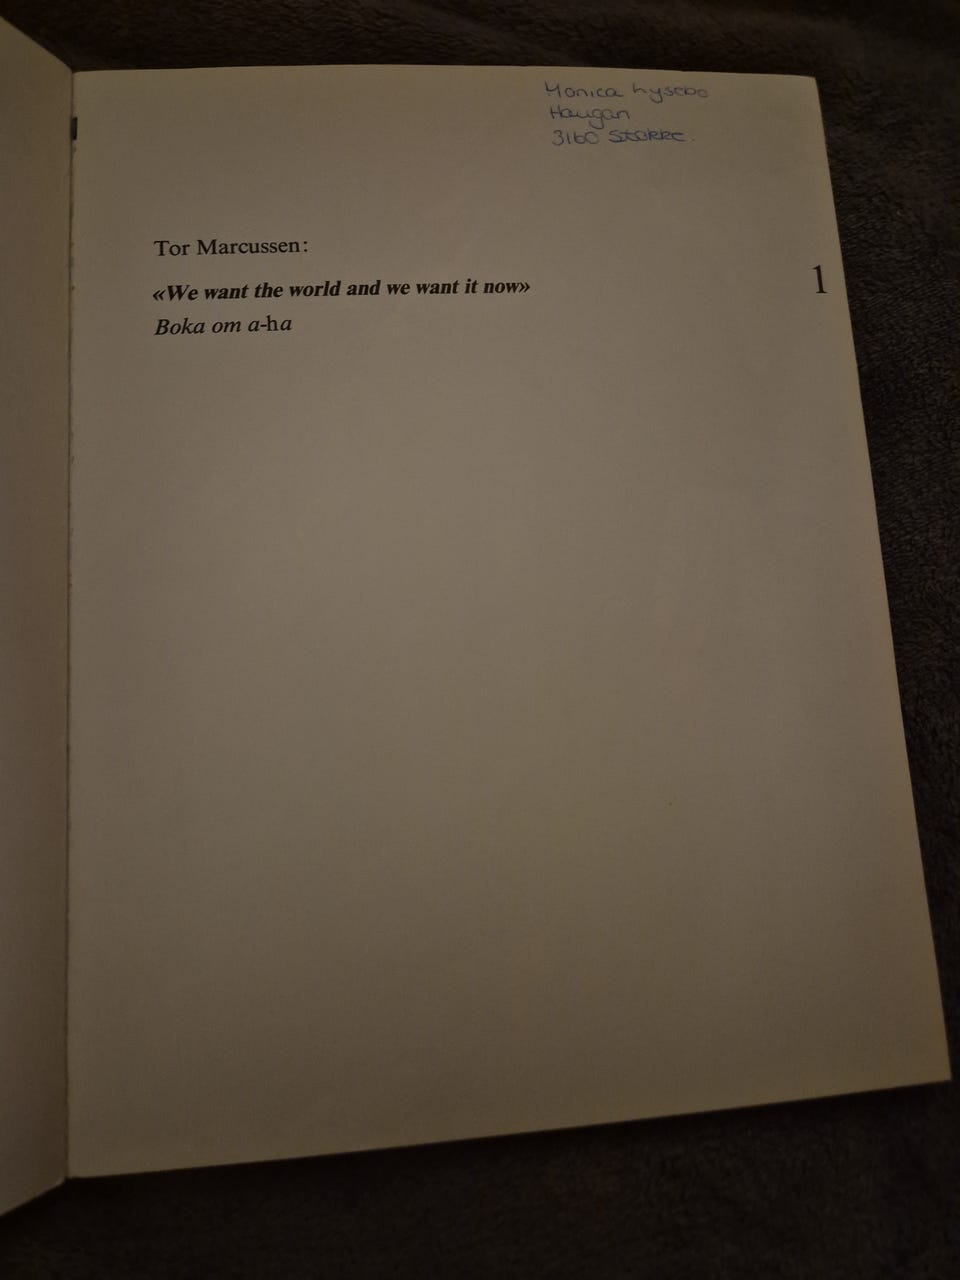 Monica Lysebo
Haugan
3160 Stokke.
Tor Marcussen:
«We want the world and we want it now»
1
Boka om a-ha